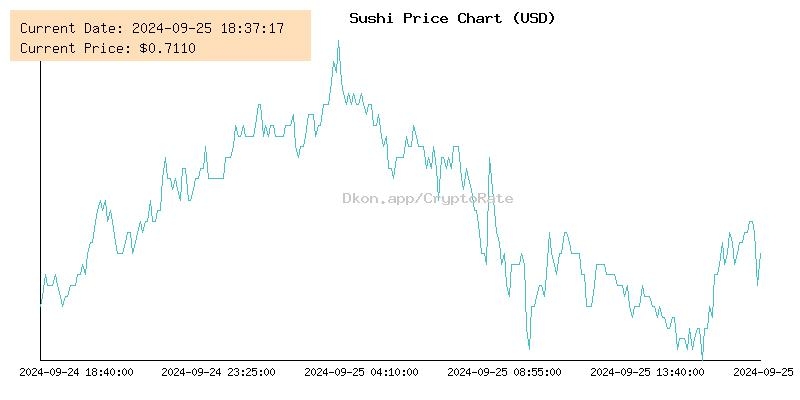 Sushi Price Chart (USD)
Current Date: 2024-09-25 18:37:17
Current Price: $0.7110
Dkon.app/CryptoRate
2024-09-24 18:40:00 2024-09-24 23:25:00 2024-09-25 04:10:00 2024-09-25 08:55:00 2024-09-25 13:40:00 2024-09-25